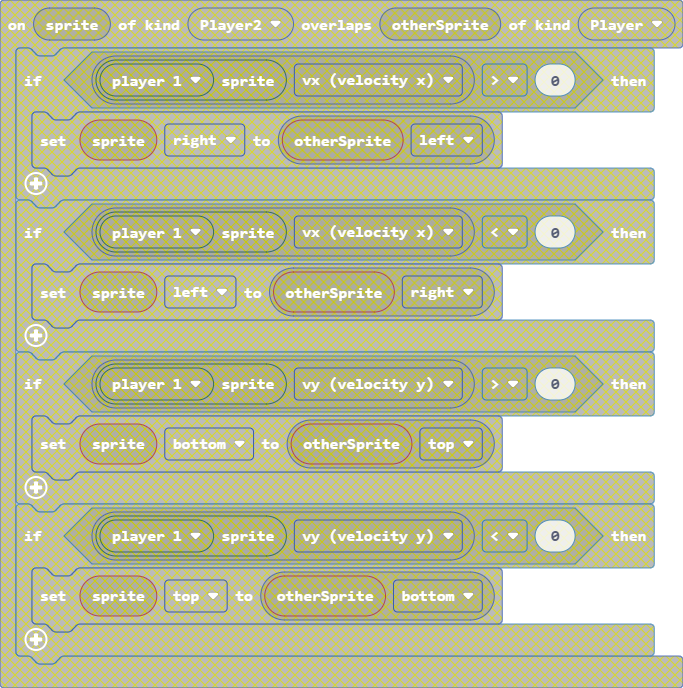 on sprite of kind Player2 overlaps otherSprite of kind Player
if player 1 sprite vx (velocity x) > 0 then
set sprite right to otherSprite left
if player 1 sprite vx (velocity x) < 0 then
set sprite left to otherSprite right
if player 1 sprite vy (velocity y) > 0 then
set sprite bottom to otherSprite top
if player 1 sprite vy (velocity y) < 0 then
set sprite top to otherSprite bottom